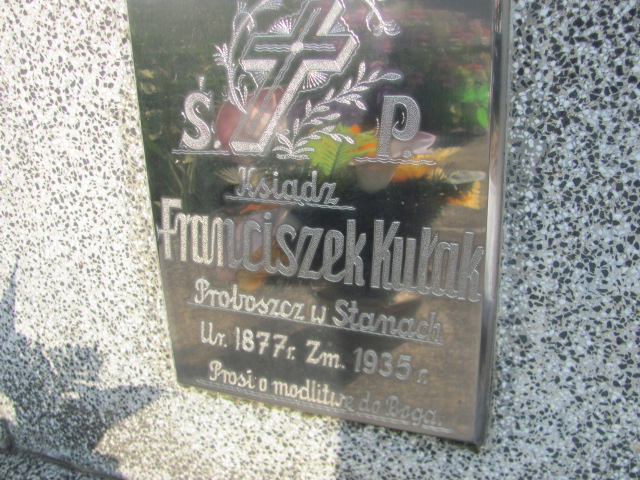 Ś. P.
Ksiądz
Franciszek Kułak
Proboszcz w Stanach
Ur. 1877 r. Zm. 1935 r.
Prosi o modlitwę do Boga